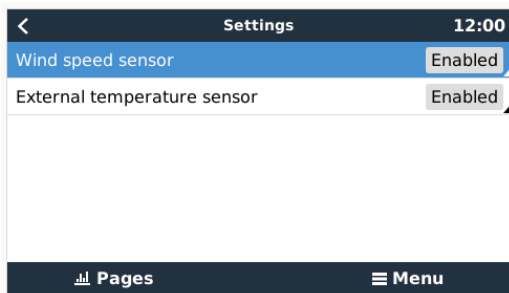 Settings 12:00
Wind speed sensor Enabled
External temperature sensor Enabled
Pages Menu